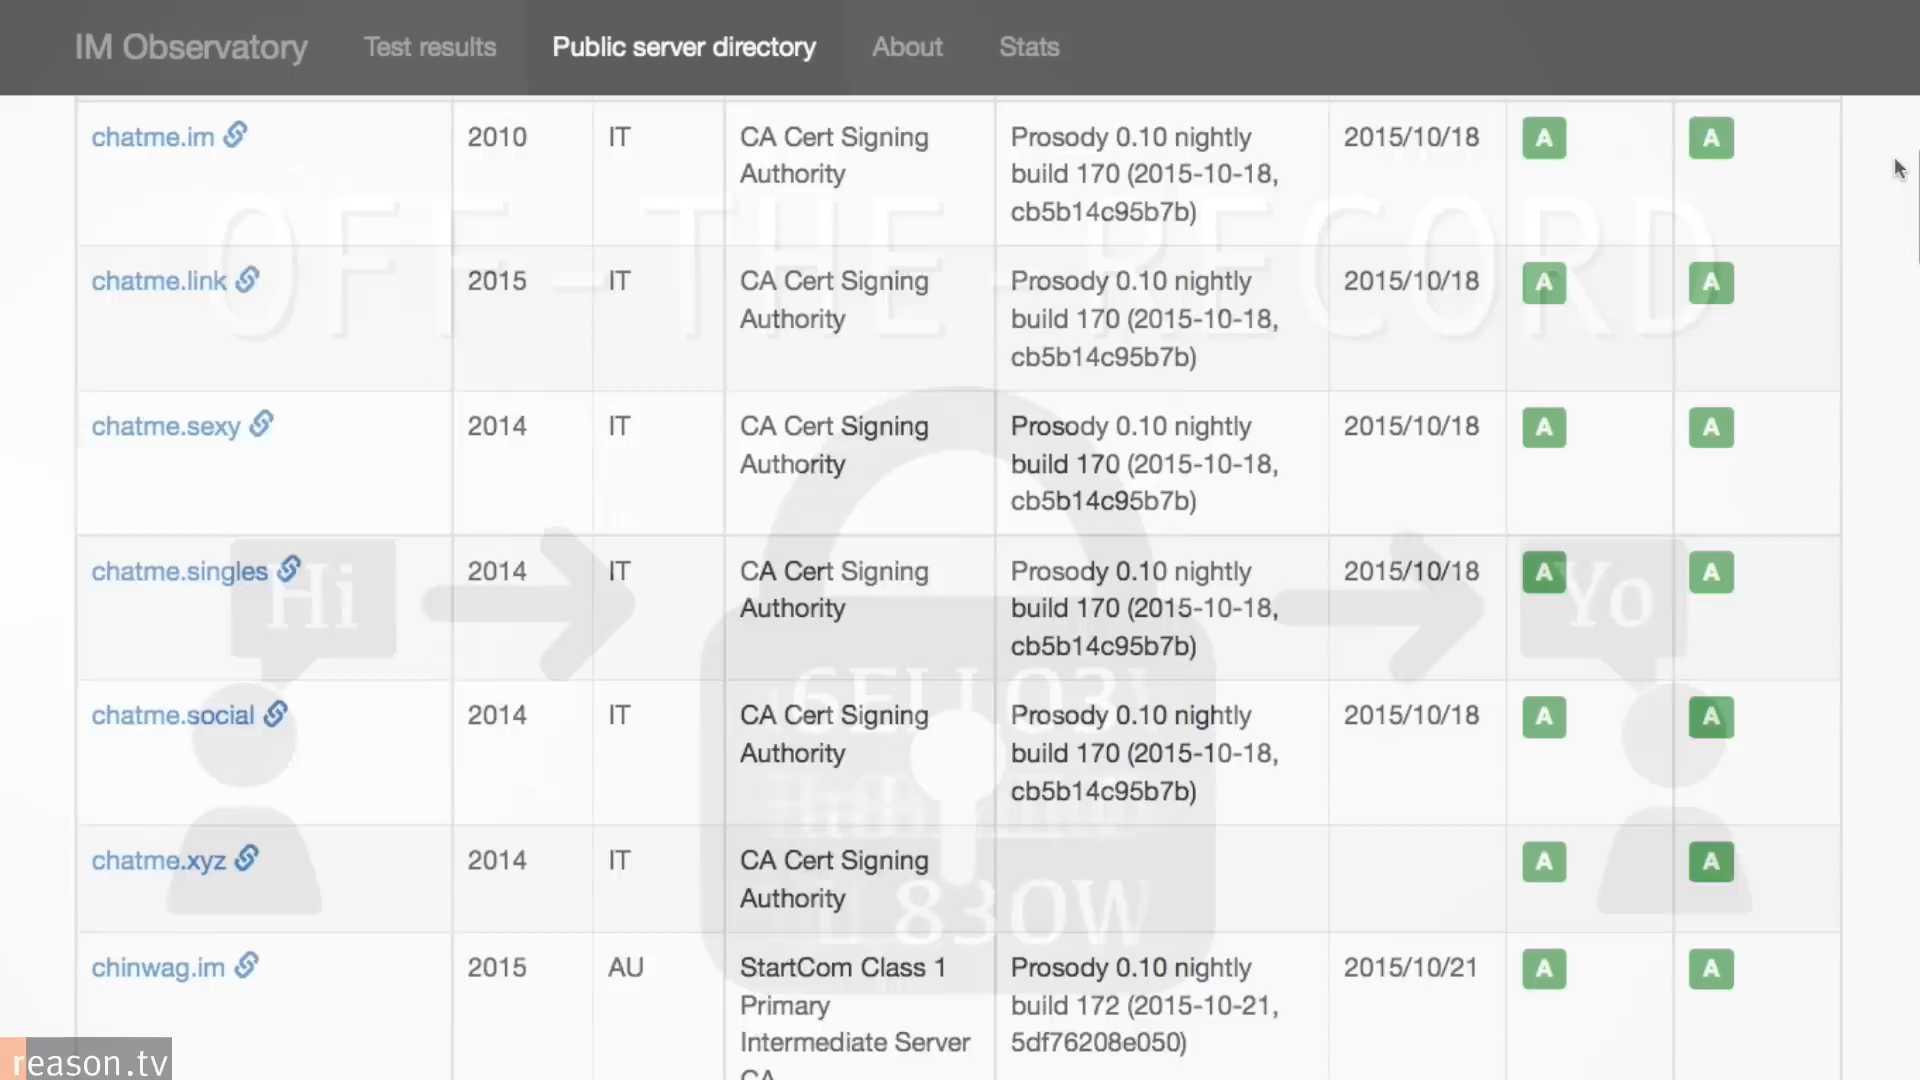 IM Observatory Test results Public server directory About Stats
chatme.im 2010 IT CA Cert Signing Prosody 0.10 nightly 2015/10/18 A A
Authority build 170 (2015-10-18,
cb5b14c95b7b)
OFF-THE-RECORD
chatme.link 2015 IT CA Cert Signing Prosody 0.10 nightly 2015/10/18 A A
Authority build 170 (2015-10-18,
cb5b14c95b7b)
chatme.sexy 2014 IT CA Cert Signing Prosody 0.10 nightly 2015/10/18 A A
Authority build 170 (2015-10-18,
cb5b14c95b7b)
chatme.singles 2014 IT CA Cert Signing Prosody 0.10 nightly 2015/10/18 A A
Hi Authority build 170 (2015-10-18, Yo
cb5b14c95b7b)
chatme.social 2014 IT CA Cert Signing Prosody 0.10 nightly 2015/10/18 A A
Authority build 170 (2015-10-18,
cb5b14c95b7b)
chatme.xyz 2014 IT CA Cert Signing A A
Authority
83OW
chinwag.im 2015 AU StartCom Class 1 Prosody 0.10 nightly 2015/10/21 A A
Primary build 172 (2015-10-21,
Intermediate Server 5df76208e050)
CA
reason.tv